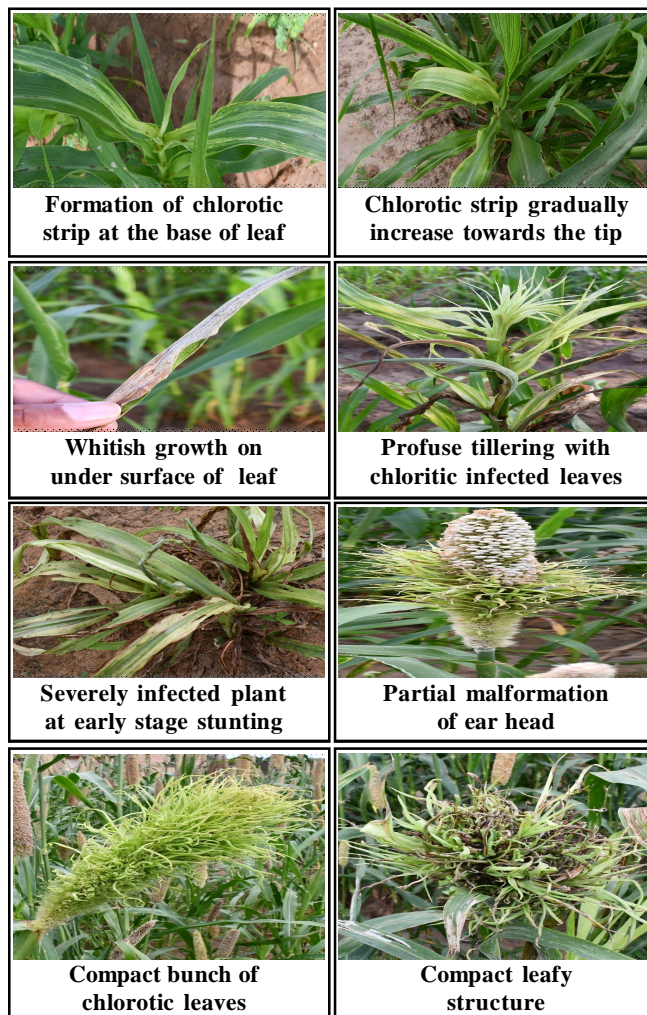 Formation of chlorotic
strip at the base of leaf
Chlorotic strip gradually
increase towards the tip
Whitish growth on
under surface of leaf
Profuse tillering with
chloritic infected leaves
Severely infected plant
at early stage stunting
Partial malformation
of ear head
Compact bunch of
chlorotic leaves
Compact leafy
structure